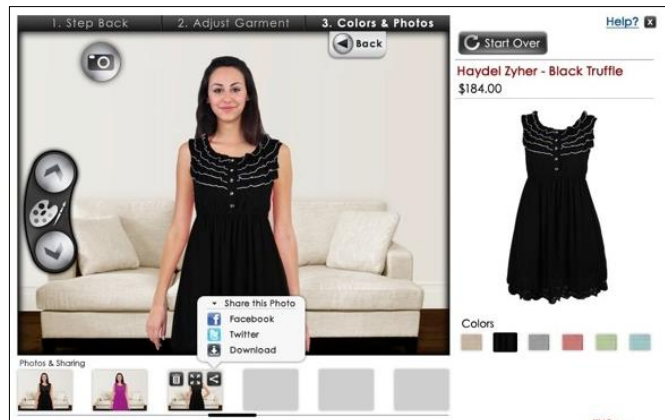 1. Step Back
2. Adjust Garment
3. Colors & Photos
Help? x
Back
Start Over
Haydel Zyher - Black Truffle
$184.00
Share this Photo
Facebook
Twitter
Download
Colors
Photos & Sharing